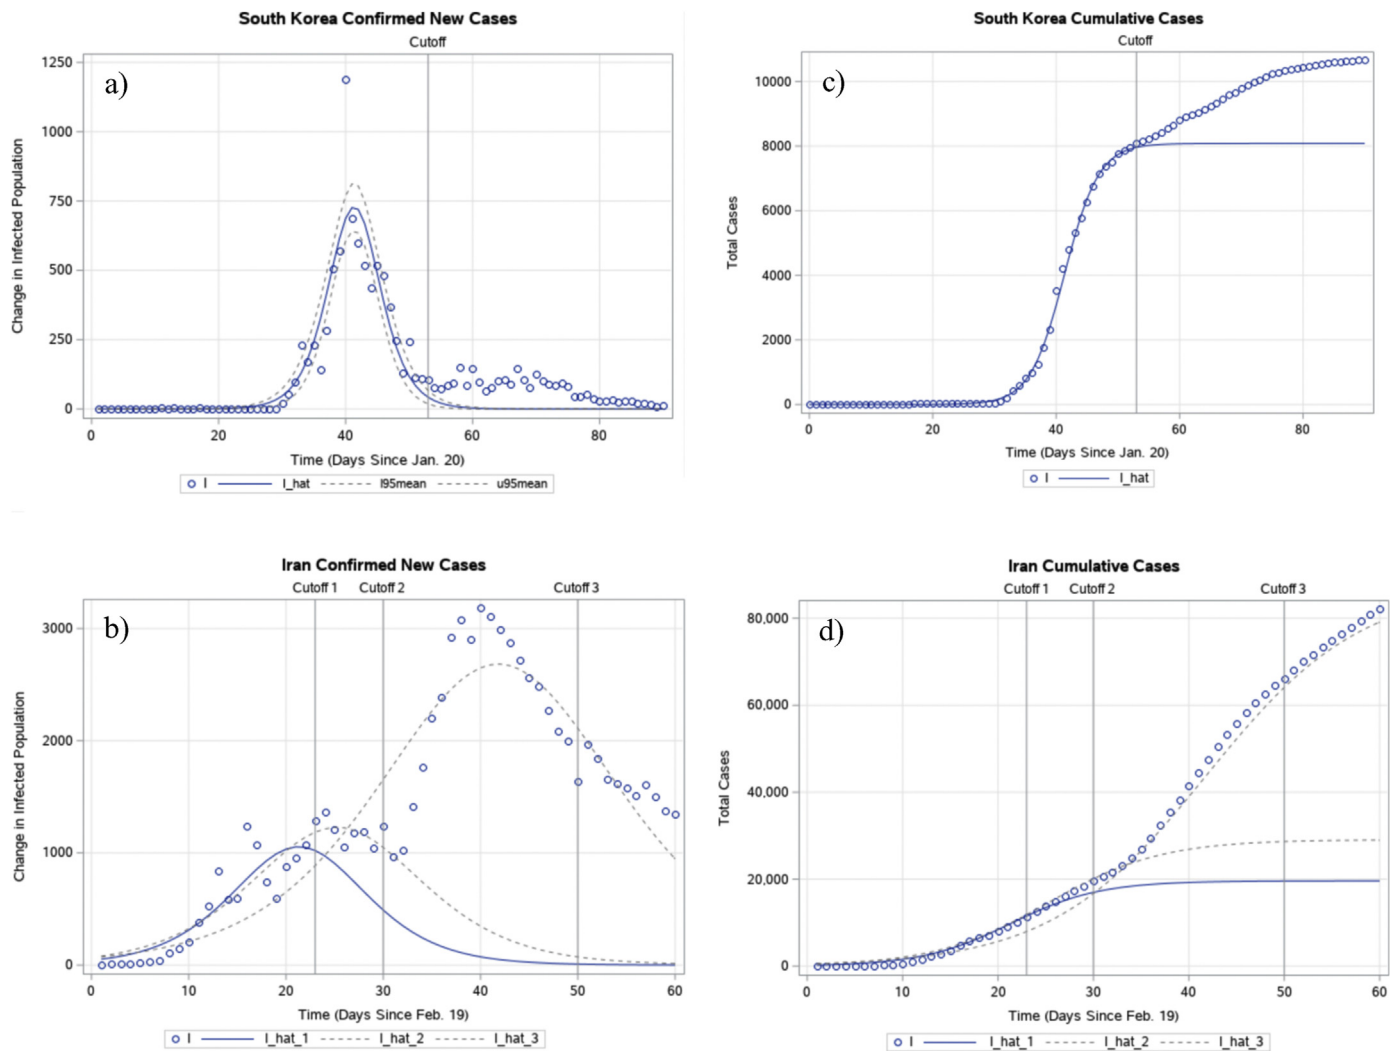 South Korea Confirmed New Cases
Cutoff
a)
1250
1000
750
500
250
0
Change in Infected Population
0 20 40 60 80
Time (Days Since Jan. 20)
I I_hat l95mean u95mean
South Korea Cumulative Cases
Cutoff
c)
10000
8000
6000
4000
2000
0
Total Cases
0 20 40 60 80
Time (Days Since Jan. 20)
I I_hat
Iran Confirmed New Cases
Cutoff 1 Cutoff 2 Cutoff 3
b)
3000
2000
1000
0
Change in Infected Population
0 10 20 30 40 50 60
Time (Days Since Feb. 19)
I I_hat_1 I_hat_2 I_hat_3
Iran Cumulative Cases
Cutoff 1 Cutoff 2 Cutoff 3
d)
80,000
60,000
40,000
20,000
0
Total Cases
0 10 20 30 40 50 60
Time (Days Since Feb. 19)
I I_hat_1 I_hat_2 I_hat_3